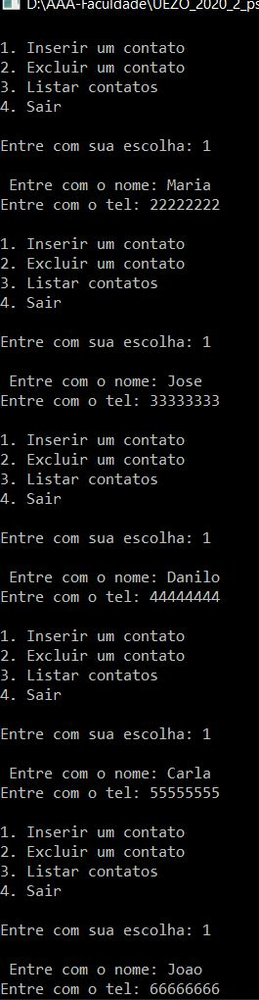 D:\AAA-Faculdade\UEZO_2020_2_ps
1. Inserir um contato
2. Excluir um contato
3. Listar contatos
4. Sair
Entre com sua escolha: 1
Entre com o nome: Maria
Entre com o tel: 22222222
1. Inserir um contato
2. Excluir um contato
3. Listar contatos
4. Sair
Entre com sua escolha: 1
Entre com o nome: Jose
Entre com o tel: 33333333
1. Inserir um contato
2. Excluir um contato
3. Listar contatos
4. Sair
Entre com sua escolha: 1
Entre com o nome: Danilo
Entre com o tel: 44444444
1. Inserir um contato
2. Excluir um contato
3. Listar contatos
4. Sair
Entre com sua escolha: 1
Entre com o nome: Carla
Entre com o tel: 55555555
1. Inserir um contato
2. Excluir um contato
3. Listar contatos
4. Sair
Entre com sua escolha: 1
Entre com o nome: Joao
Entre com o tel: 66666666